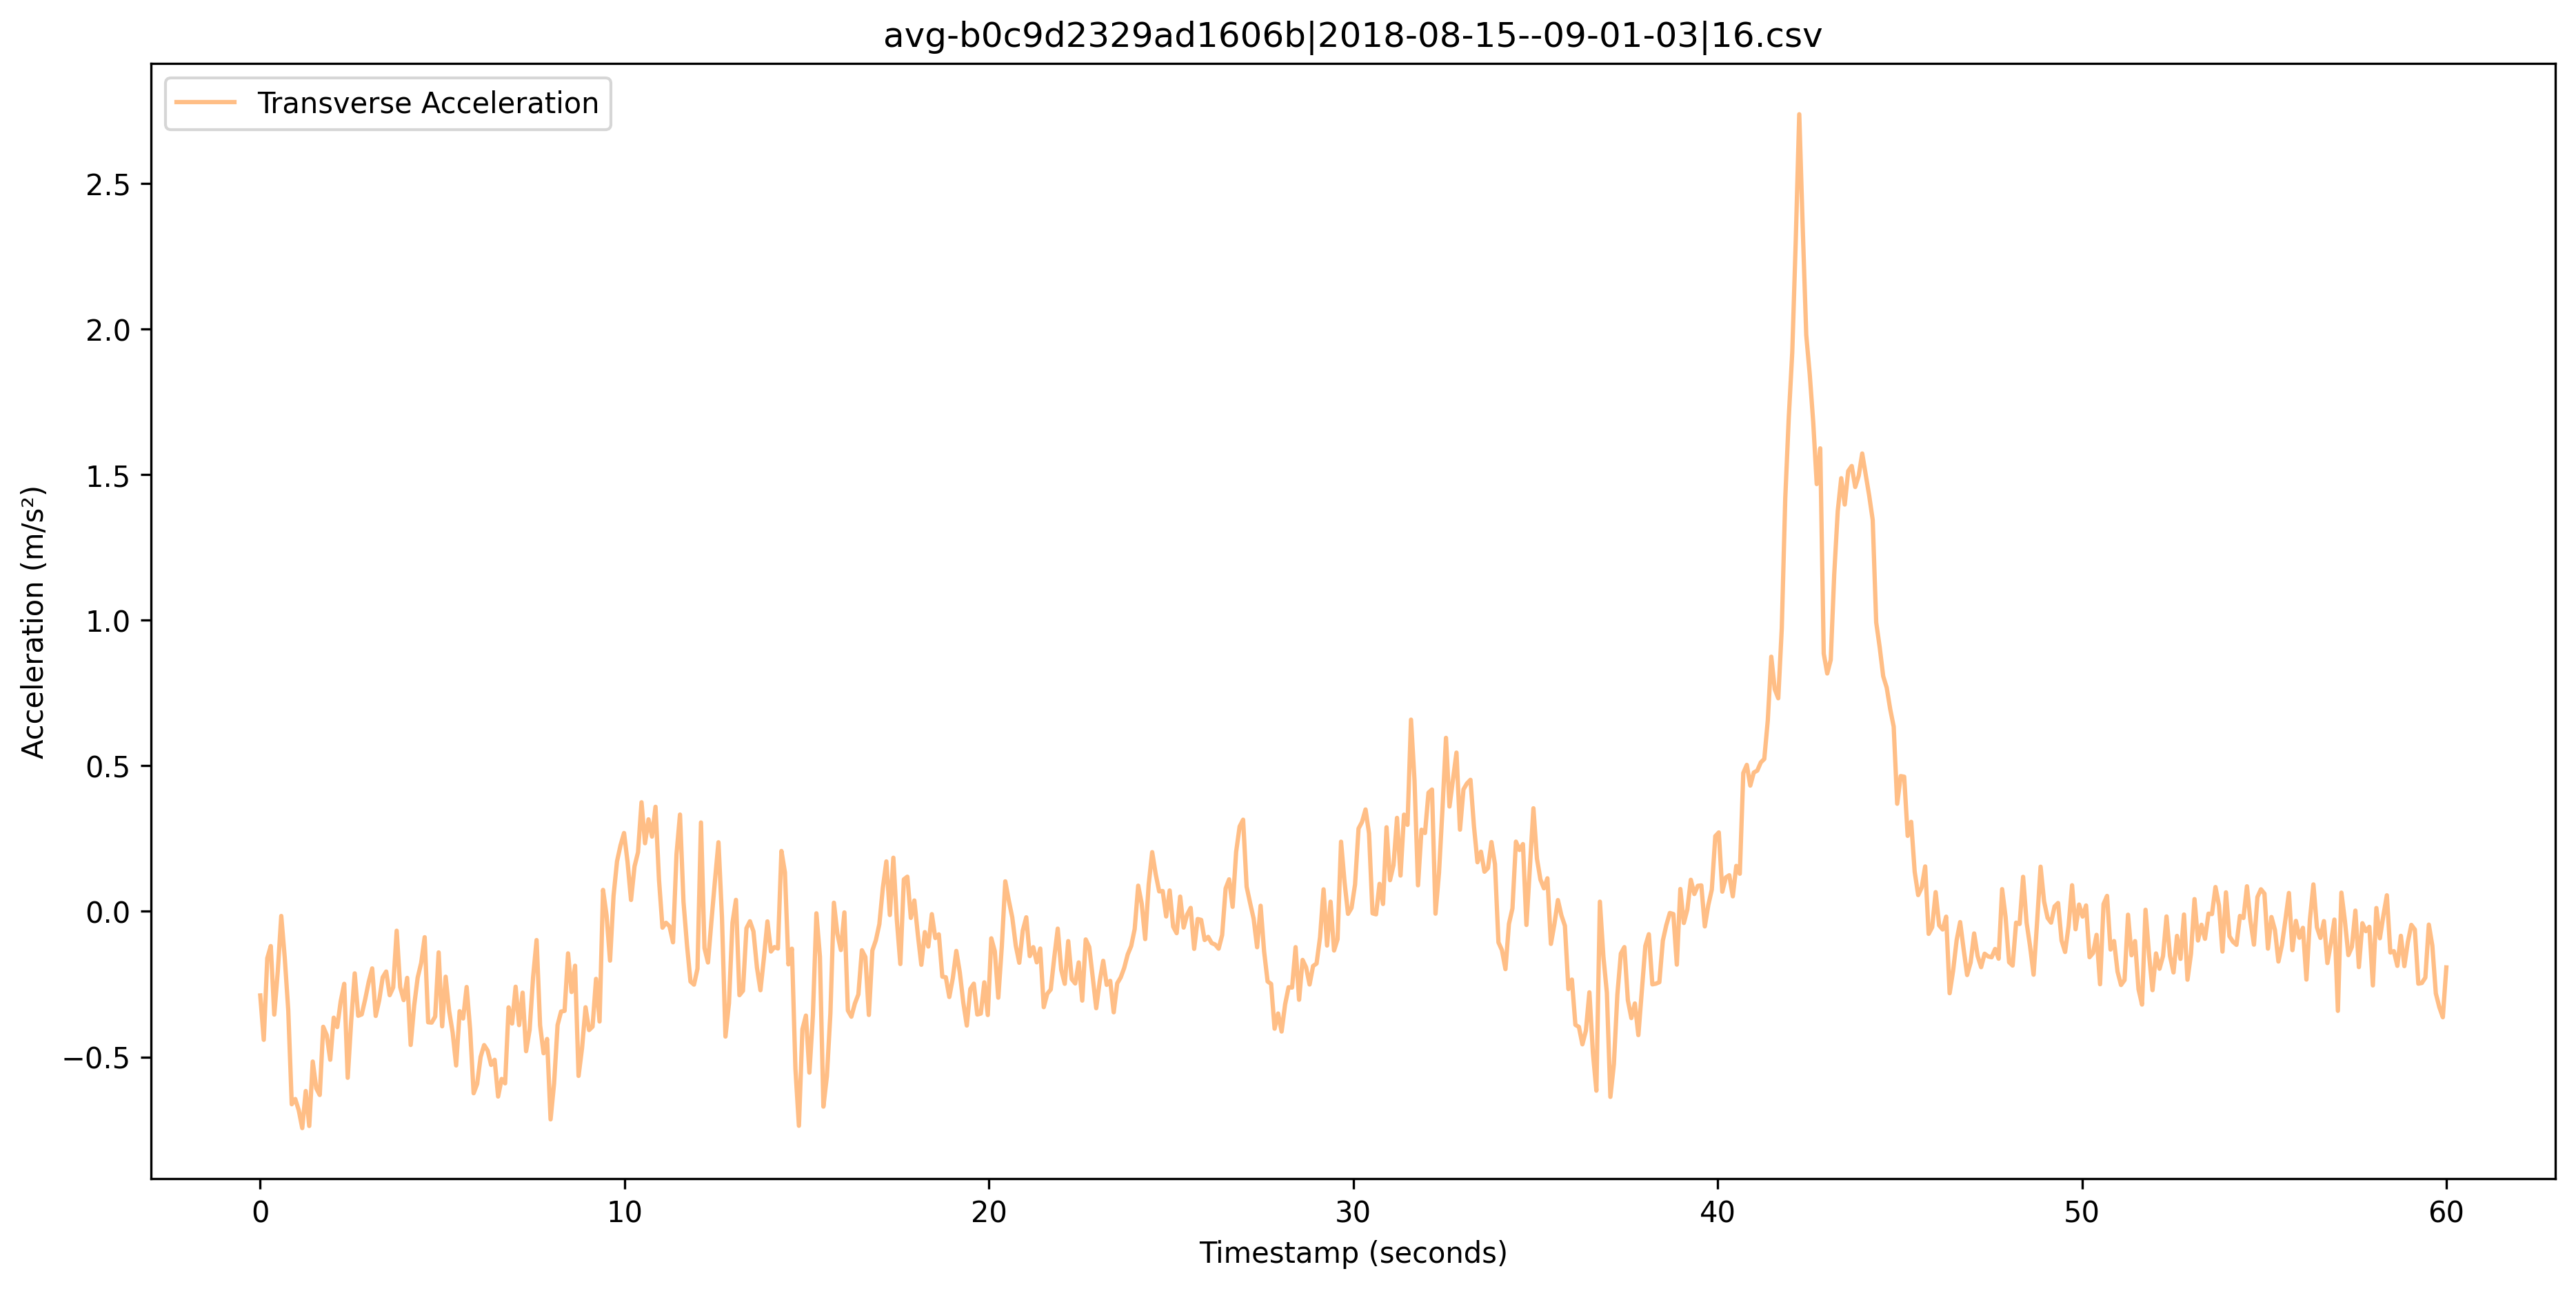 avg-b0c9d2329ad1606b|2018-08-15--09-01-03|16.csv
Transverse Acceleration
Acceleration (m/s²)
2.5
2.0
1.5
1.0
0.5
0.0
−0.5
0 10 20 30 40 50 60
Timestamp (seconds)